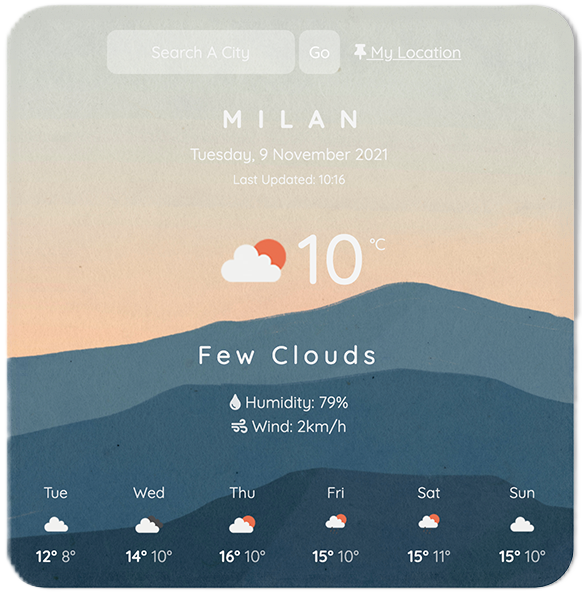 Search A City Go My Location
MILAN
Tuesday, 9 November 2021
Last Updated: 10:16
10 °C
Few Clouds
Humidity: 79%
Wind: 2km/h
Tue Wed Thu Fri Sat Sun
12° 8° 14° 10° 16° 10° 15° 10° 15° 11° 15° 10°